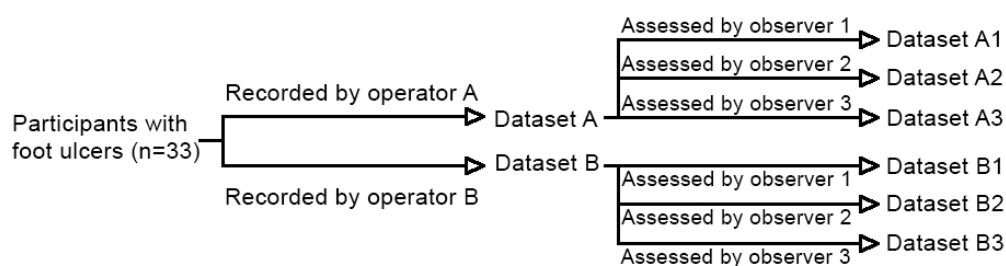 Participants with
foot ulcers (n=33)
Recorded by operator A
Dataset A
Assessed by observer 1
Dataset A1
Assessed by observer 2
Dataset A2
Assessed by observer 3
Dataset A3
Recorded by operator B
Dataset B
Assessed by observer 1
Dataset B1
Assessed by observer 2
Dataset B2
Assessed by observer 3
Dataset B3